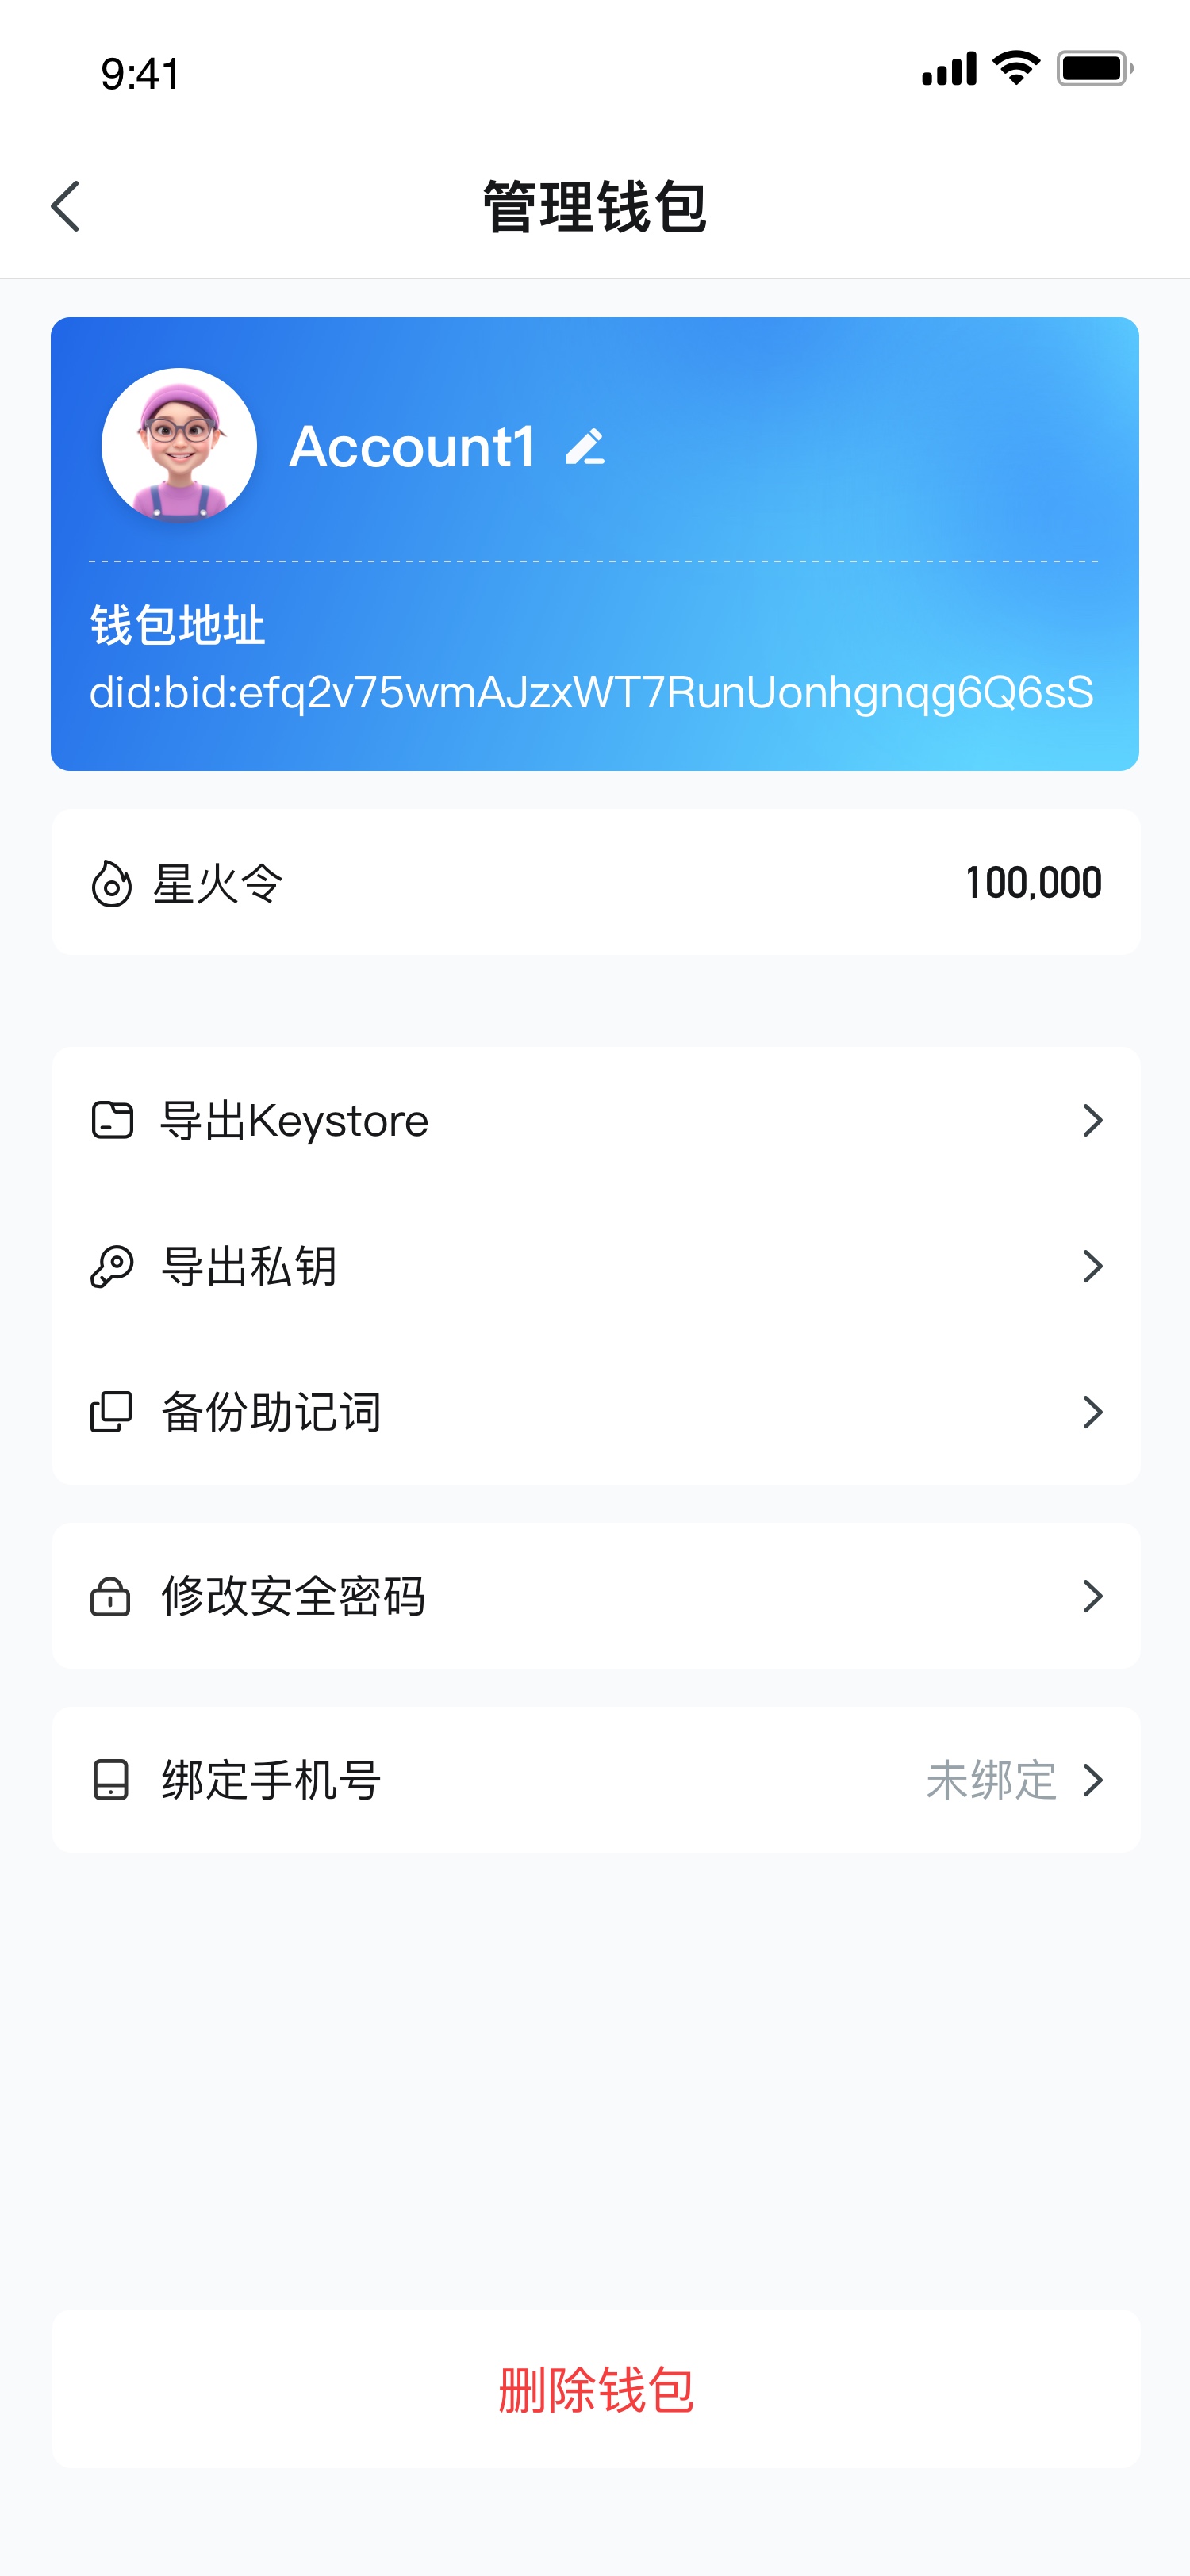 9:41
管理钱包
Account1
钱包地址
did:bid:efq2v75wmAJzxWT7RunUonhgnqg6Q6sS
星火令 100,000
导出Keystore
导出私钥
备份助记词
修改安全密码
绑定手机号 未绑定
删除钱包